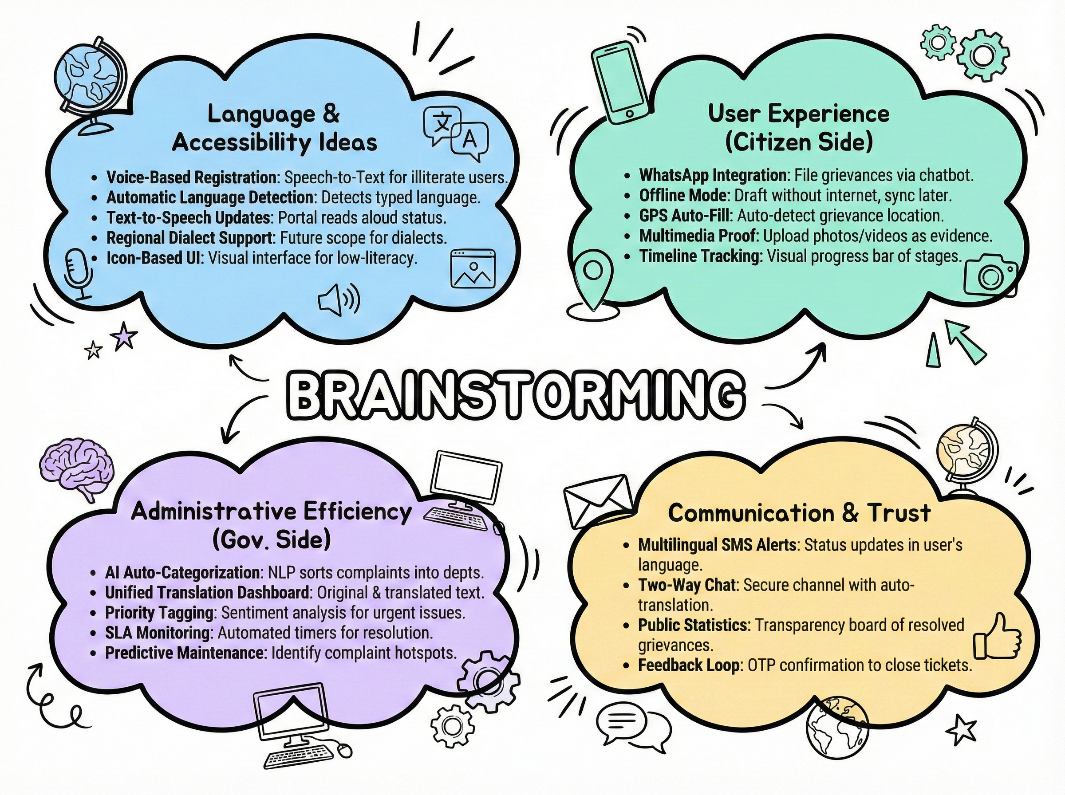 Language &
Accessibility Ideas
文
A
• Voice-Based Registration: Speech-to-Text for illiterate users.
• Automatic Language Detection: Detects typed language.
• Text-to-Speech Updates: Portal reads aloud status.
• Regional Dialect Support: Future scope for dialects.
• Icon-Based UI: Visual interface for low-literacy.
User Experience
(Citizen Side)
• WhatsApp Integration: File grievances via chatbot.
• Offline Mode: Draft without internet, sync later.
• GPS Auto-Fill: Auto-detect grievance location.
• Multimedia Proof: Upload photos/videos as evidence.
• Timeline Tracking: Visual progress bar of stages.
BRAINSTORMING
Administrative Efficiency
(Gov. Side)
• AI Auto-Categorization: NLP sorts complaints into depts.
• Unified Translation Dashboard: Original & translated text.
• Priority Tagging: Sentiment analysis for urgent issues.
• SLA Monitoring: Automated timers for resolution.
• Predictive Maintenance: Identify complaint hotspots.
Communication & Trust
• Multilingual SMS Alerts: Status updates in user's
language.
• Two-Way Chat: Secure channel with auto-
translation.
• Public Statistics: Transparency board of resolved
grievances.
• Feedback Loop: OTP confirmation to close tickets.